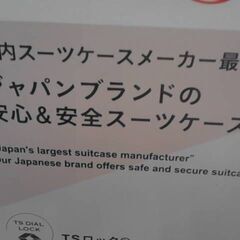 内スーツケースメーカー最
ジャパンブランドの
安心&安全スーツケース
Japan's largest suitcase manufacturer"
Our Japanese brand offers safe and secure suitca
TS DIAL
LOCK
TSロック®